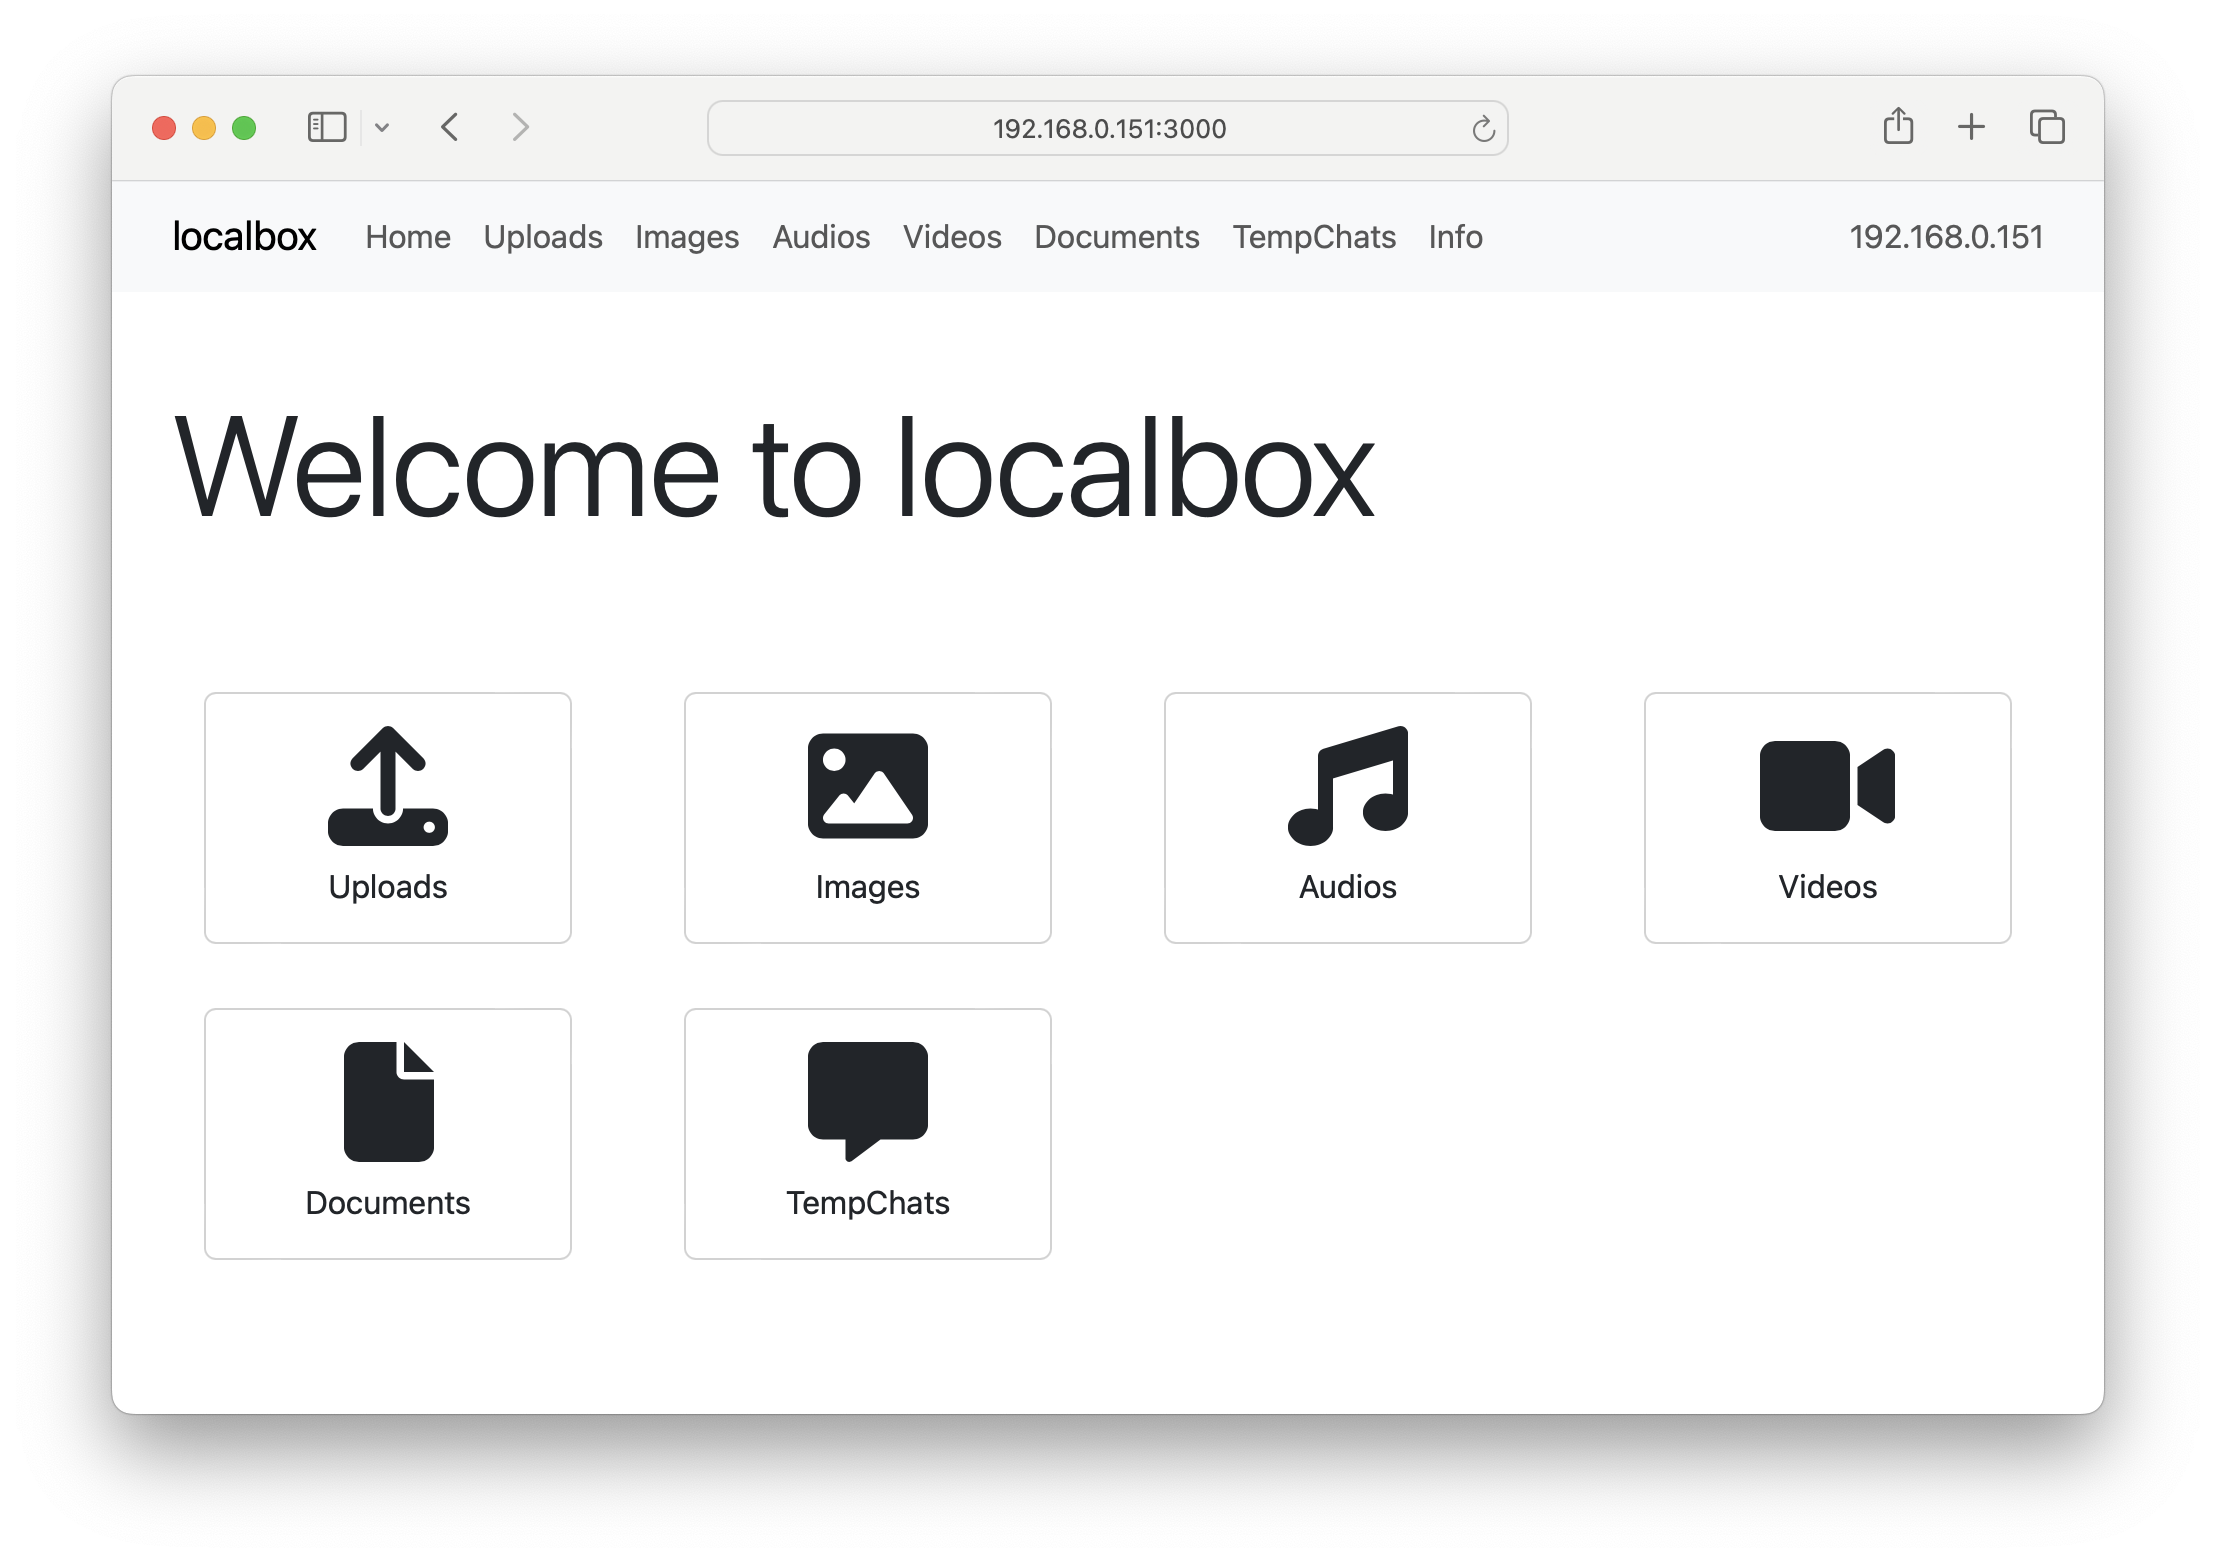 192.168.0.151:3000
localbox Home Uploads Images Audios Videos Documents TempChats Info 192.168.0.151
Welcome to localbox
Uploads Images Audios Videos
Documents TempChats